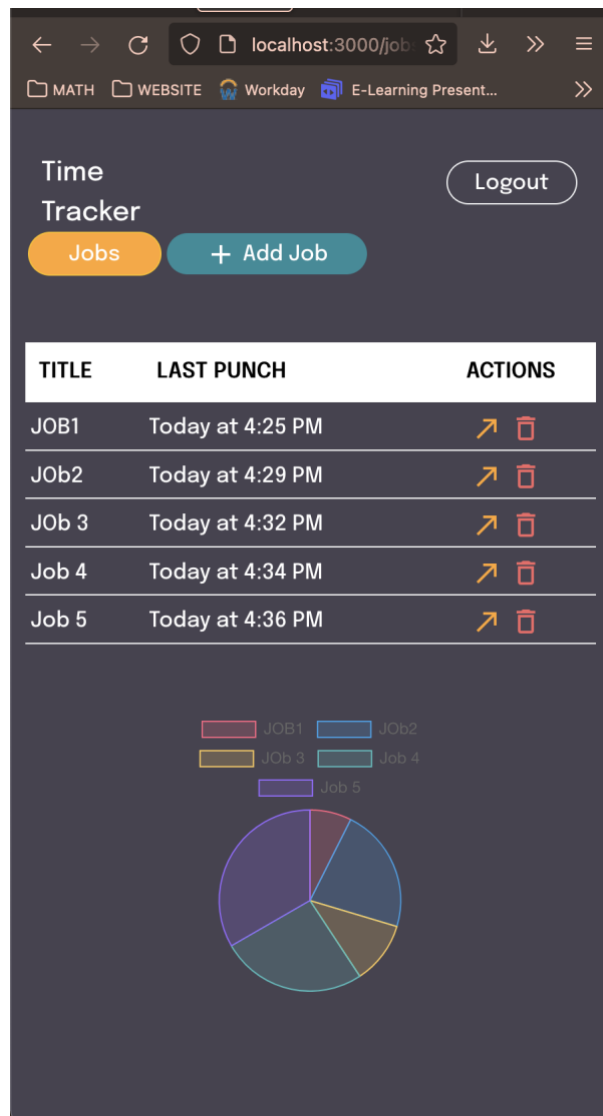 localhost:3000/job
MATH WEBSITE Workday E-Learning Present...
Time
Tracker
Logout
Jobs + Add Job
TITLE LAST PUNCH ACTIONS
JOB1 Today at 4:25 PM
JOb2 Today at 4:29 PM
JOb 3 Today at 4:32 PM
Job 4 Today at 4:34 PM
Job 5 Today at 4:36 PM
JOB1 JOb2
JOb 3 Job 4
Job 5